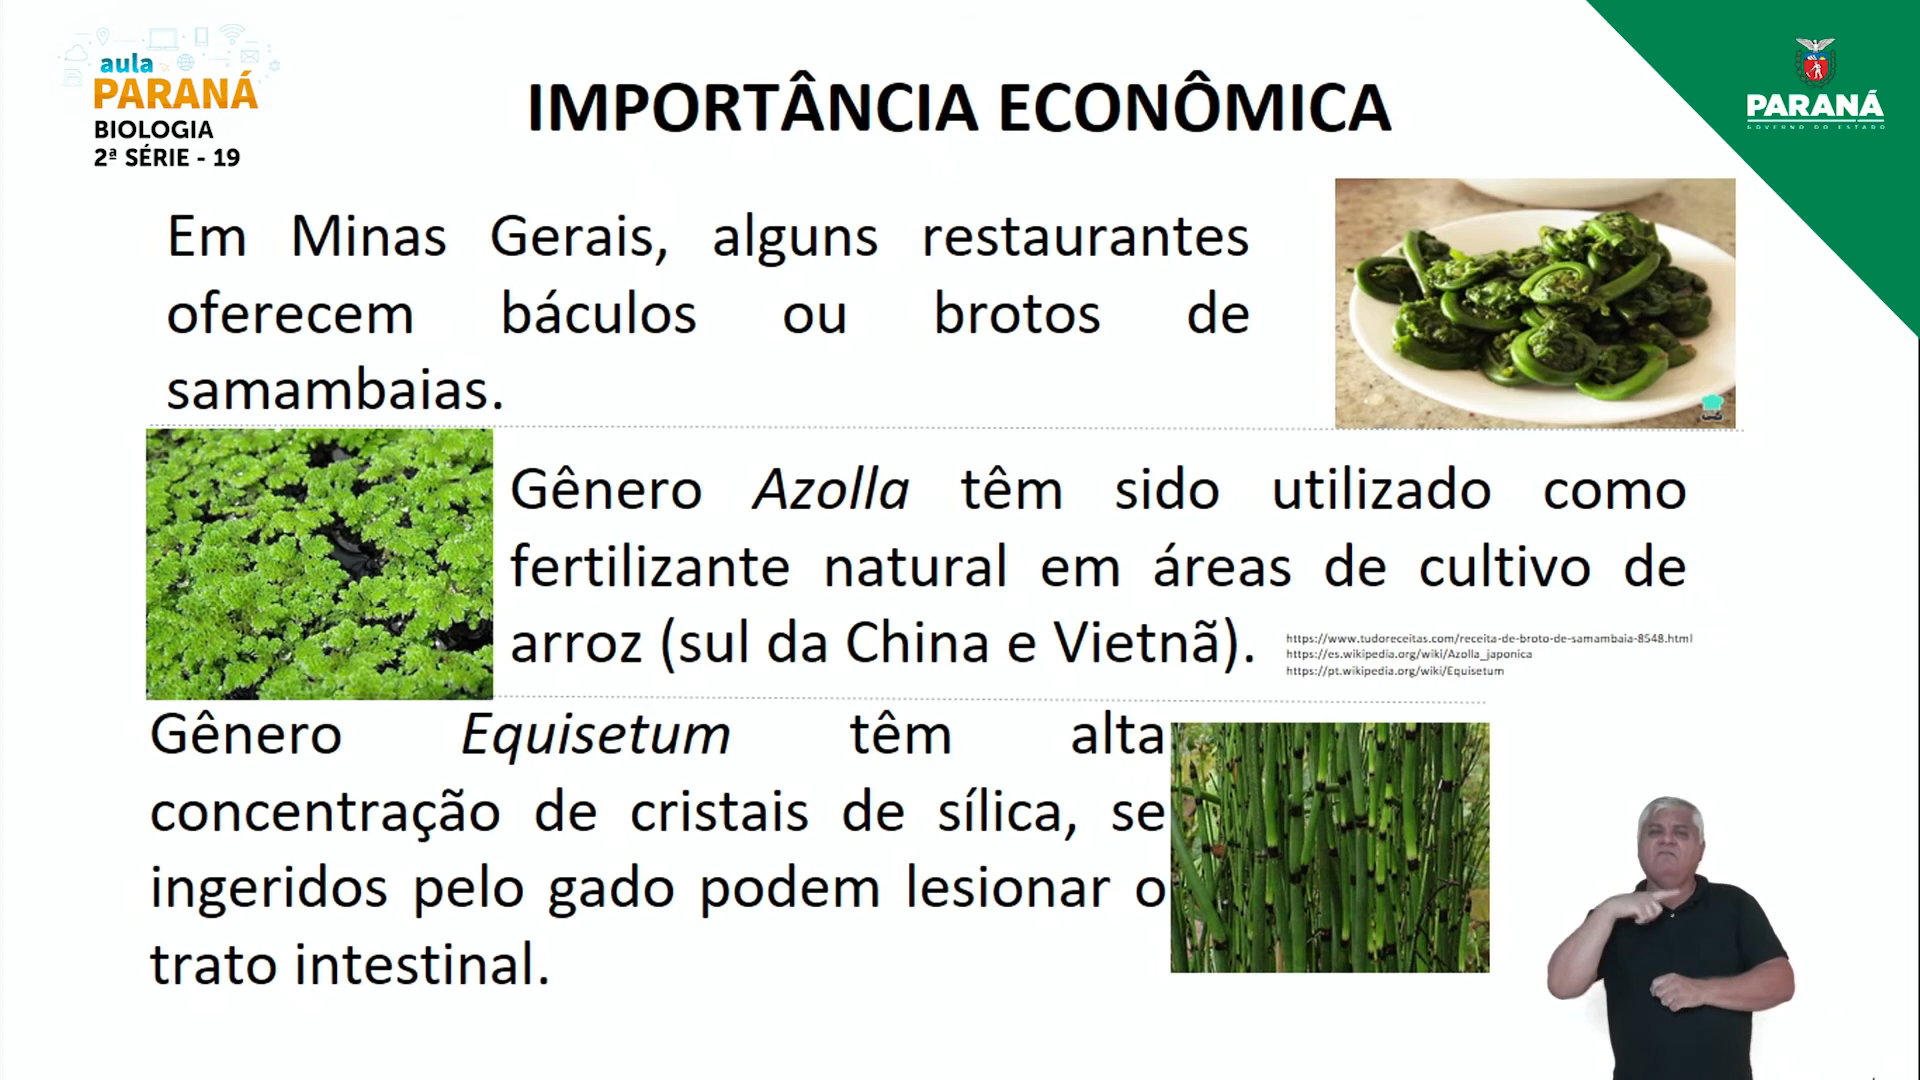 aula
PARANÁ
BIOLOGIA
2ª SÉRIE - 19
IMPORTÂNCIA ECONÔMICA
PARANÁ
GOVERNO DO ESTADO
Em Minas Gerais, alguns restaurantes
oferecem báculos ou brotos de
samambaias.
Gênero Azolla têm sido utilizado como
fertilizante natural em áreas de cultivo de
arroz (sul da China e Vietnã).
https://www.tudoreceitas.com/receita-de-broto-de-samambaia-8548.html
https://es.wikipedia.org/wiki/Azolla_japonica
https://pt.wikipedia.org/wiki/Equisetum
Gênero Equisetum têm alta
concentração de cristais de sílica, se
ingeridos pelo gado podem lesionar o
trato intestinal.